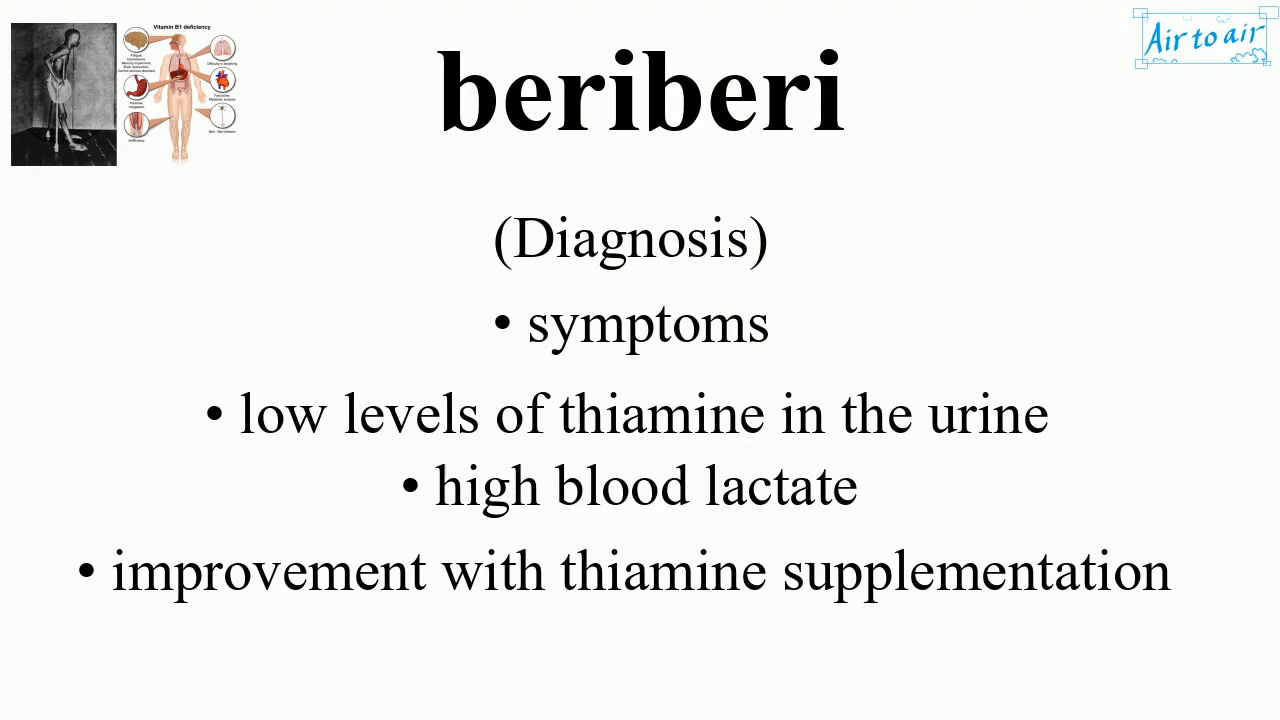 Vitamin B1 deficiency
Air to air
beriberi
(Diagnosis)
• symptoms
• low levels of thiamine in the urine
• high blood lactate
• improvement with thiamine supplementation